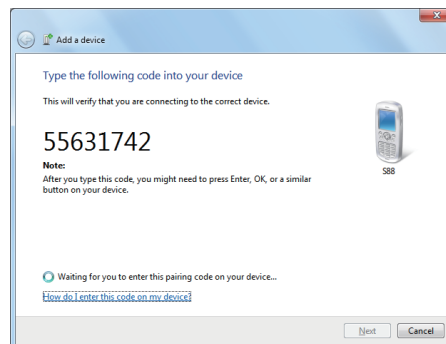 Add a device
Type the following code into your device
This will verify that you are connecting to the correct device.
55631742
S88
Note:
After you type this code, you might need to press Enter, OK, or a similar
button on your device.
Waiting for you to enter this pairing code on your device...
How do I enter this code on my device?
Next
Cancel